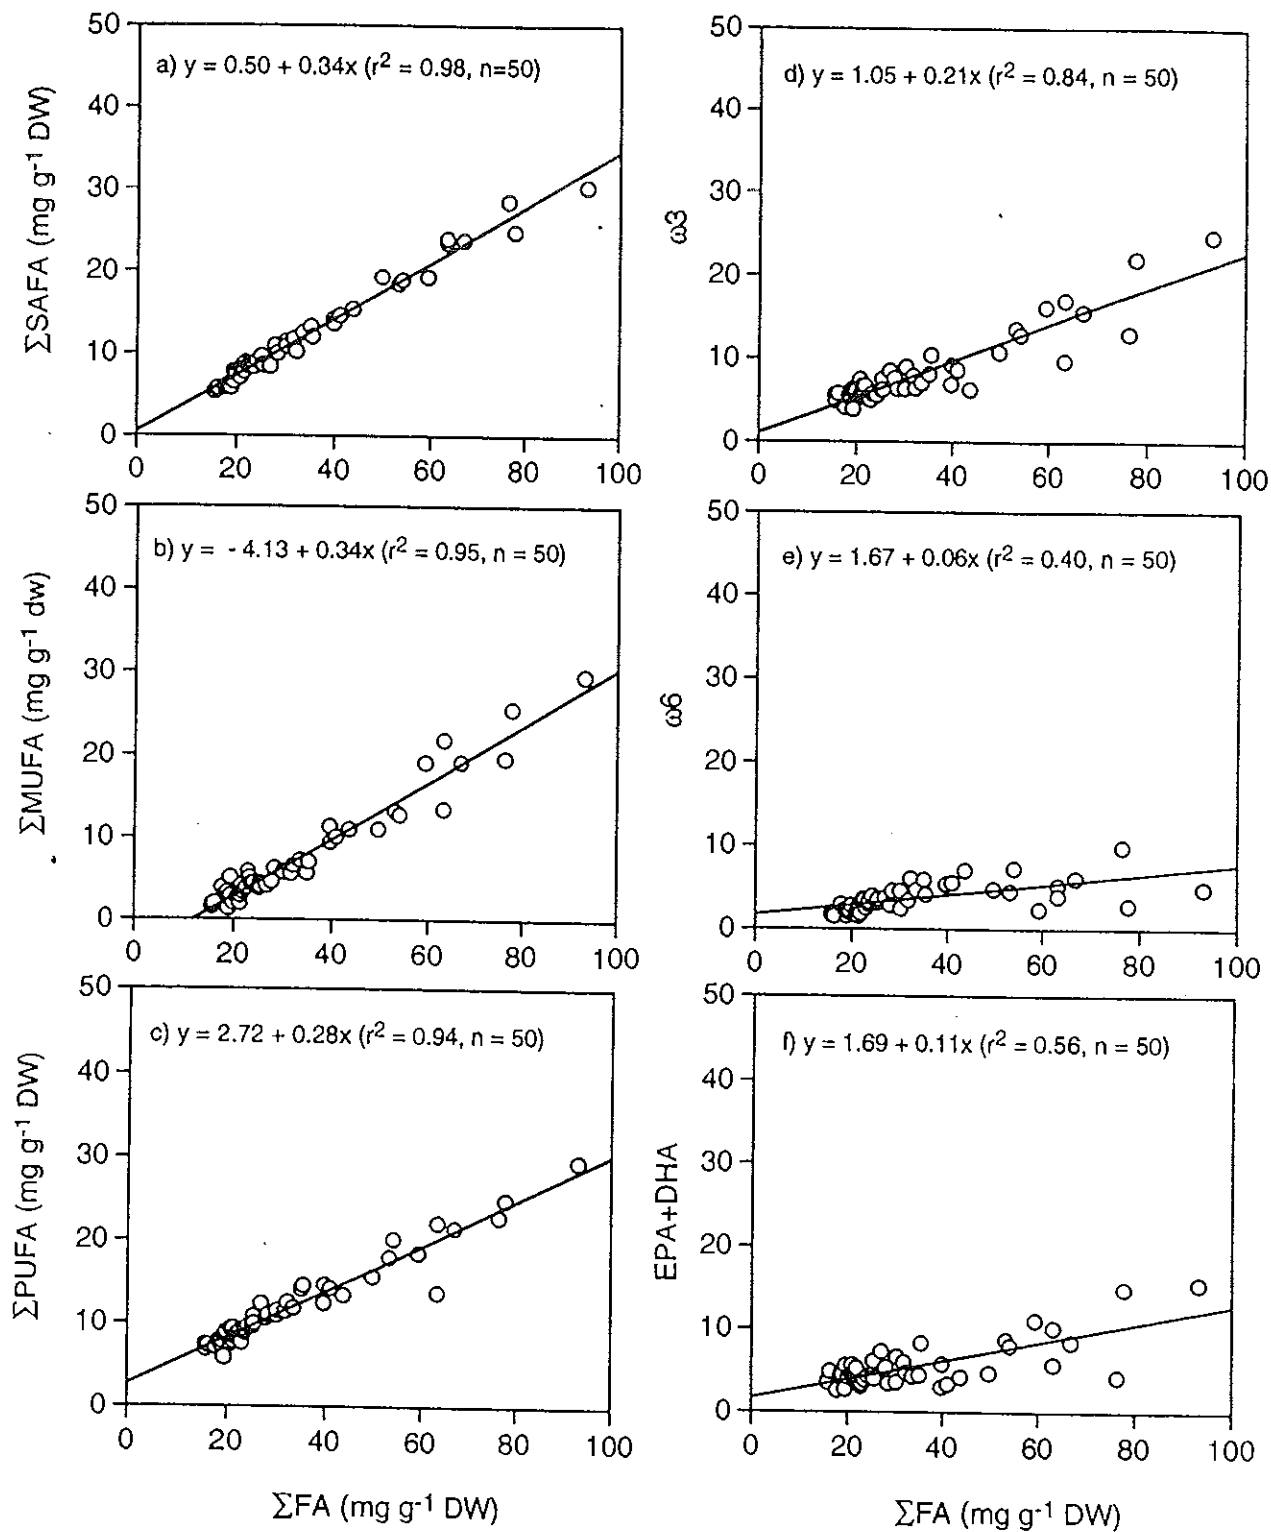 50
40
30
20
10
0
ΣSAFA (mg g-1 DW)
a) y = 0.50 + 0.34x (r2 = 0.98, n=50)
0 20 40 60 80 100
50
40
30
20
10
0
ΣMUFA (mg g-1 dw)
b) y = - 4.13 + 0.34x (r2 = 0.95, n = 50)
0 20 40 60 80 100
50
40
30
20
10
0
ΣPUFA (mg g-1 DW)
c) y = 2.72 + 0.28x (r2 = 0.94, n = 50)
0 20 40 60 80 100
ΣFA (mg g-1 DW)
50
40
30
20
10
0
ω3
d) y = 1.05 + 0.21x (r2 = 0.84, n = 50)
0 20 40 60 80 100
50
40
30
20
10
0
ω6
e) y = 1.67 + 0.06x (r2 = 0.40, n = 50)
0 20 40 60 80 100
50
40
30
20
10
0
EPA+DHA
f) y = 1.69 + 0.11x (r2 = 0.56, n = 50)
0 20 40 60 80 100
ΣFA (mg g-1 DW)